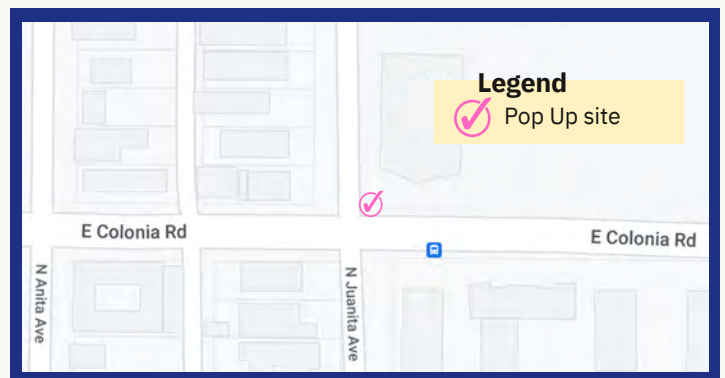 Legend
Pop Up site
E Colonia Rd
E Colonia Rd
N Anita Ave
N Juanita Ave